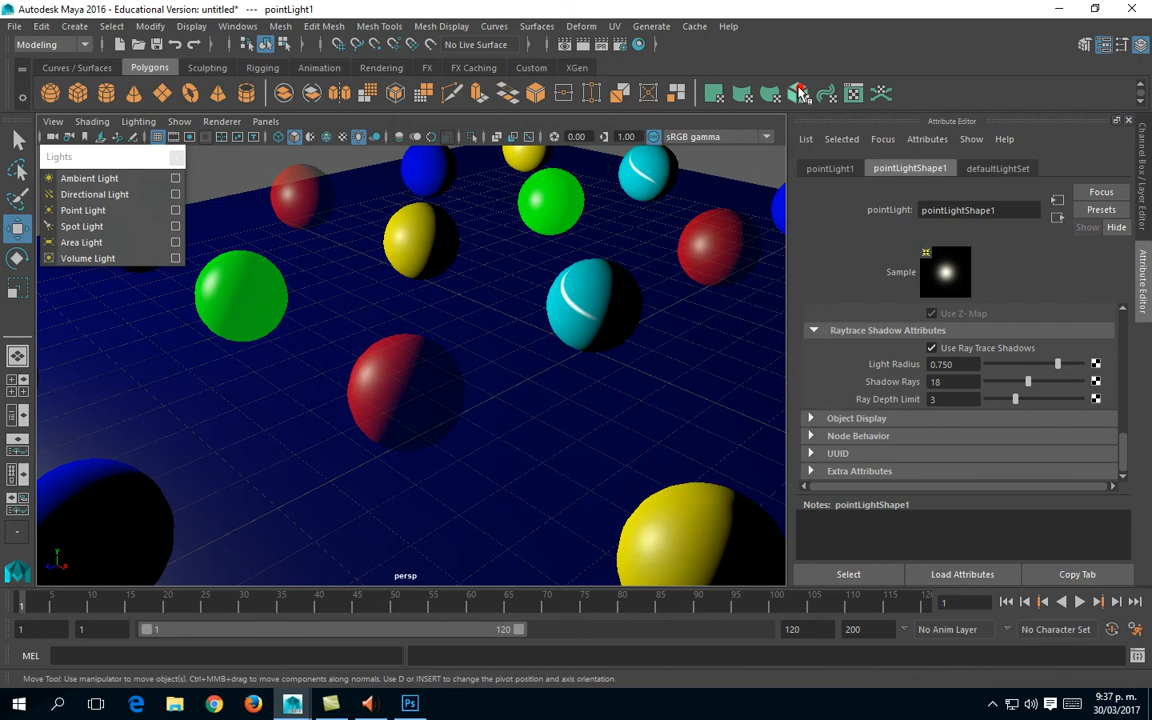 Autodesk Maya 2016 - Educational Version: untitled* --- pointLight1
File Edit Create Select Modify Display Windows Mesh Edit Mesh Mesh Tools Mesh Display Curves Surfaces Deform UV Generate Cache Help
Modeling No Live Surface
Curves / Surfaces Polygons Sculpting Rigging Animation Rendering FX FX Caching Custom XGen
View Shading Lighting Show Renderer Panels
0.00 1.00 sRGB gamma
Lights
Ambient Light
Directional Light
Point Light
Spot Light
Area Light
Volume Light
y
x
persp
Attribute Editor
List Selected Focus Attributes Show Help
pointLight1 pointLightShape1 defaultLightSet
pointLight: pointLightShape1
Focus
Presets
Show Hide
Sample
Use Z- Map
Raytrace Shadow Attributes
Use Ray Trace Shadows
Light Radius 0.750
Shadow Rays 18
Ray Depth Limit 3
Object Display
Node Behavior
UUID
Extra Attributes
Notes: pointLightShape1
Select Load Attributes Copy Tab
Channel Box / Layer Editor
Attribute Editor
1 5 10 15 20 25 30 35 40 45 50 55 60 65 70 75 80 85 90 95 100 105 110 115 12 1
1 1 1 120 120 200 No Anim Layer No Character Set
MEL
Move Tool: Use manipulator to move object(s). Ctrl+MMB+drag to move components along normals. Use D or INSERT to change the pivot position and axis orientation.
Ps
9:37 p. m.
30/03/2017